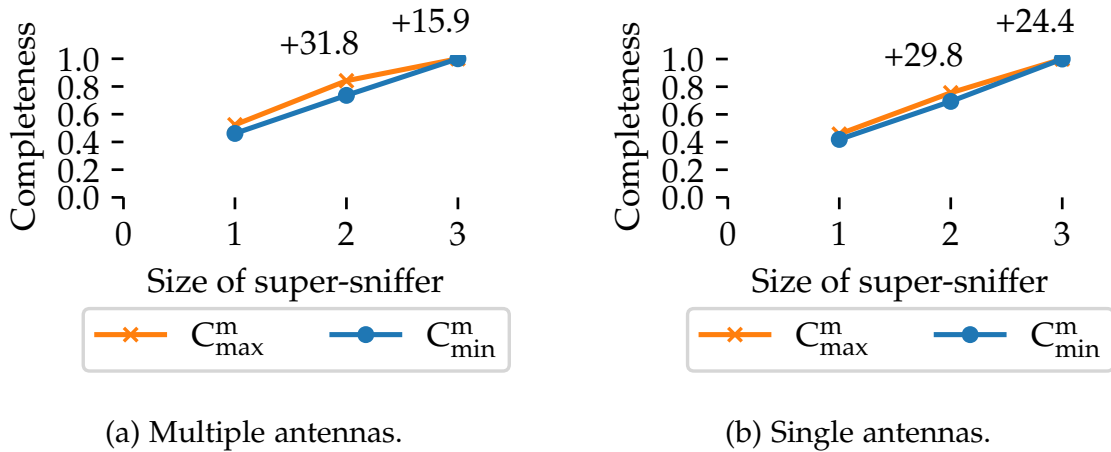 +31.8
+15.9
Completeness
1.0
0.8
0.6
0.4
0.2
0.0
0 1 2 3
Size of super-sniffer
C^m_max C^m_min
(a) Multiple antennas.
+29.8
+24.4
Completeness
1.0
0.8
0.6
0.4
0.2
0.0
0 1 2 3
Size of super-sniffer
C^m_max C^m_min
(b) Single antennas.